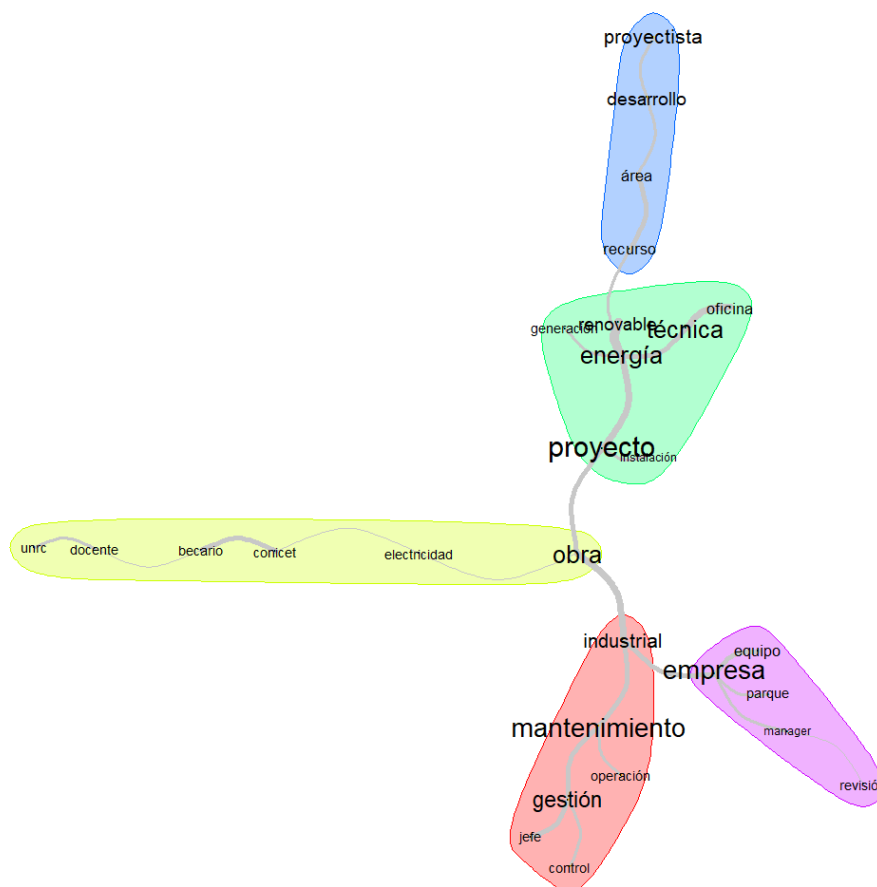 proyectista
desarrollo
área
recurso
oficina
renovable
generación
técnica
energía
proyecto
instalación
unrc
docente
becario
conicet
electricidad
obra
industrial
equipo
empresa
parque
mantenimiento
manager
operación
revisió
gestión
jefe
control